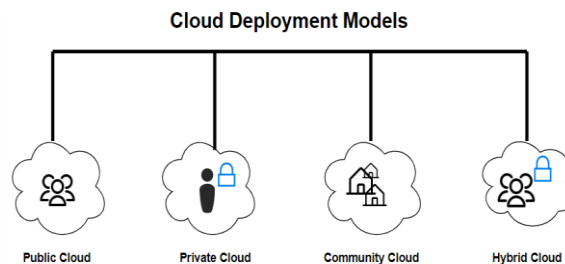 Cloud Deployment Models
Public Cloud
Private Cloud
Community Cloud
Hybrid Cloud